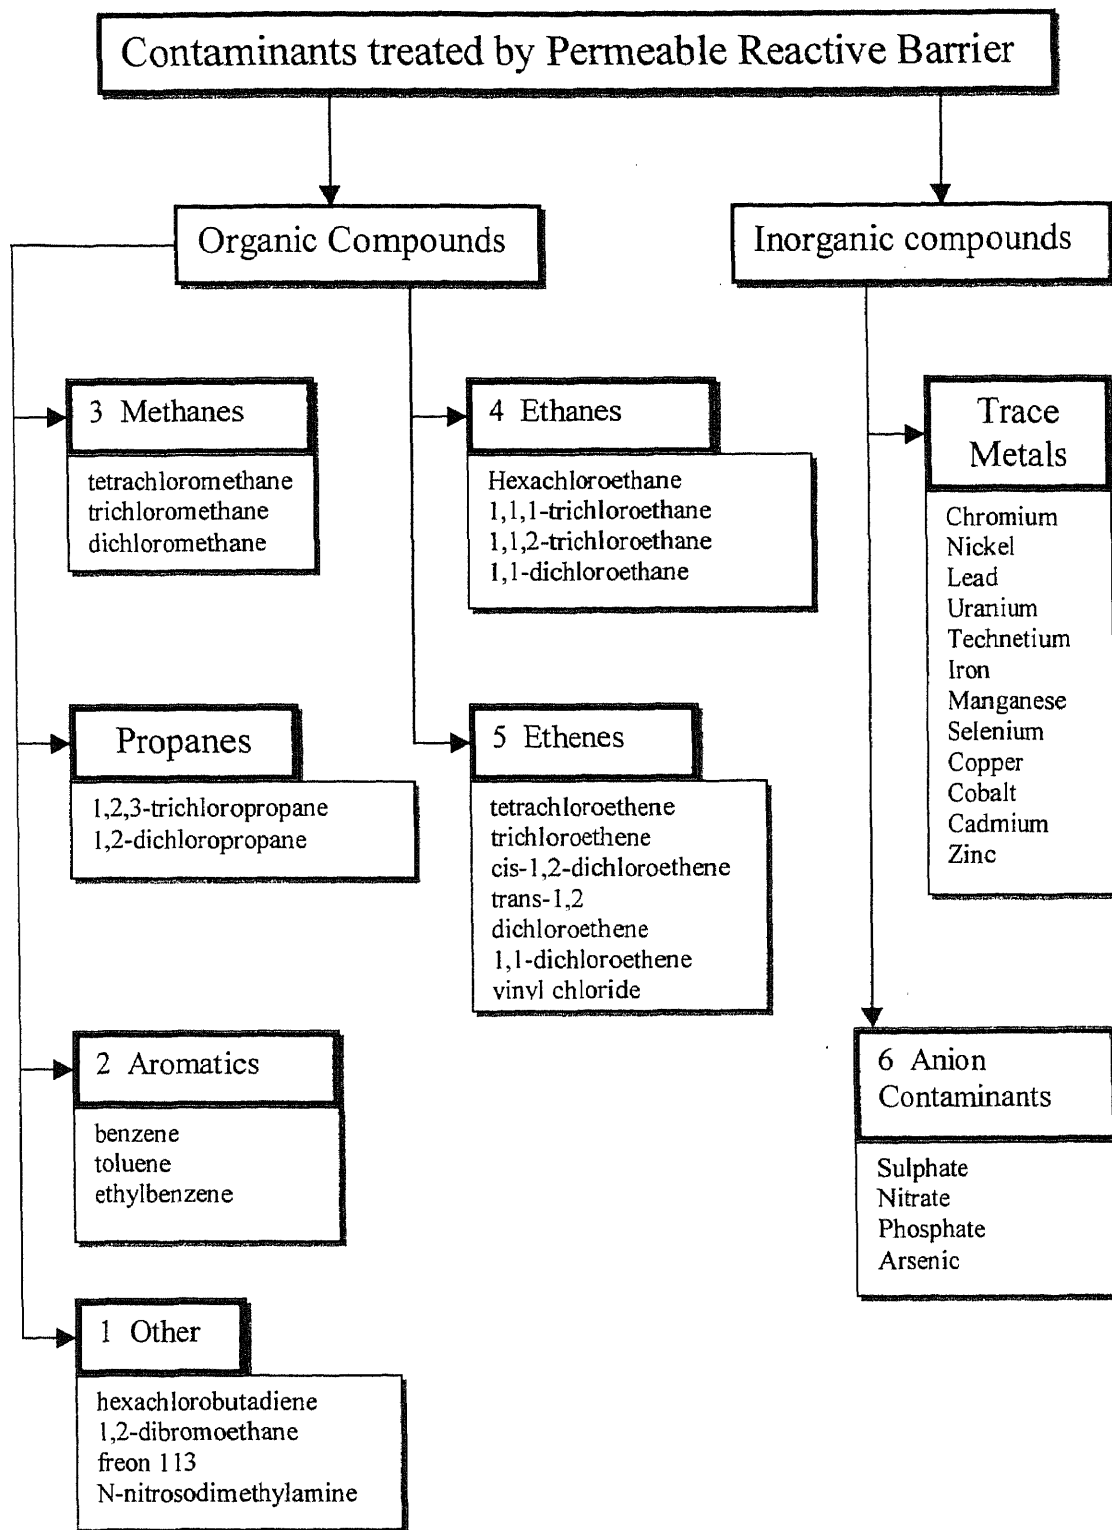 Contaminants treated by Permeable Reactive Barrier
Organic Compounds
Inorganic compounds
3 Methanes
tetrachloromethane
trichloromethane
dichloromethane
4 Ethanes
Hexachloroethane
1,1,1-trichloroethane
1,1,2-trichloroethane
1,1-dichloroethane
Trace
Metals
Chromium
Nickel
Lead
Uranium
Technetium
Iron
Manganese
Selenium
Copper
Cobalt
Cadmium
Zinc
Propanes
1,2,3-trichloropropane
1,2-dichloropropane
5 Ethenes
tetrachloroethene
trichloroethene
cis-1,2-dichloroethene
trans-1,2
dichloroethene
1,1-dichloroethene
vinyl chloride
2 Aromatics
benzene
toluene
ethylbenzene
6 Anion
Contaminants
Sulphate
Nitrate
Phosphate
Arsenic
1 Other
hexachlorobutadiene
1,2-dibromoethane
freon 113
N-nitrosodimethylamine